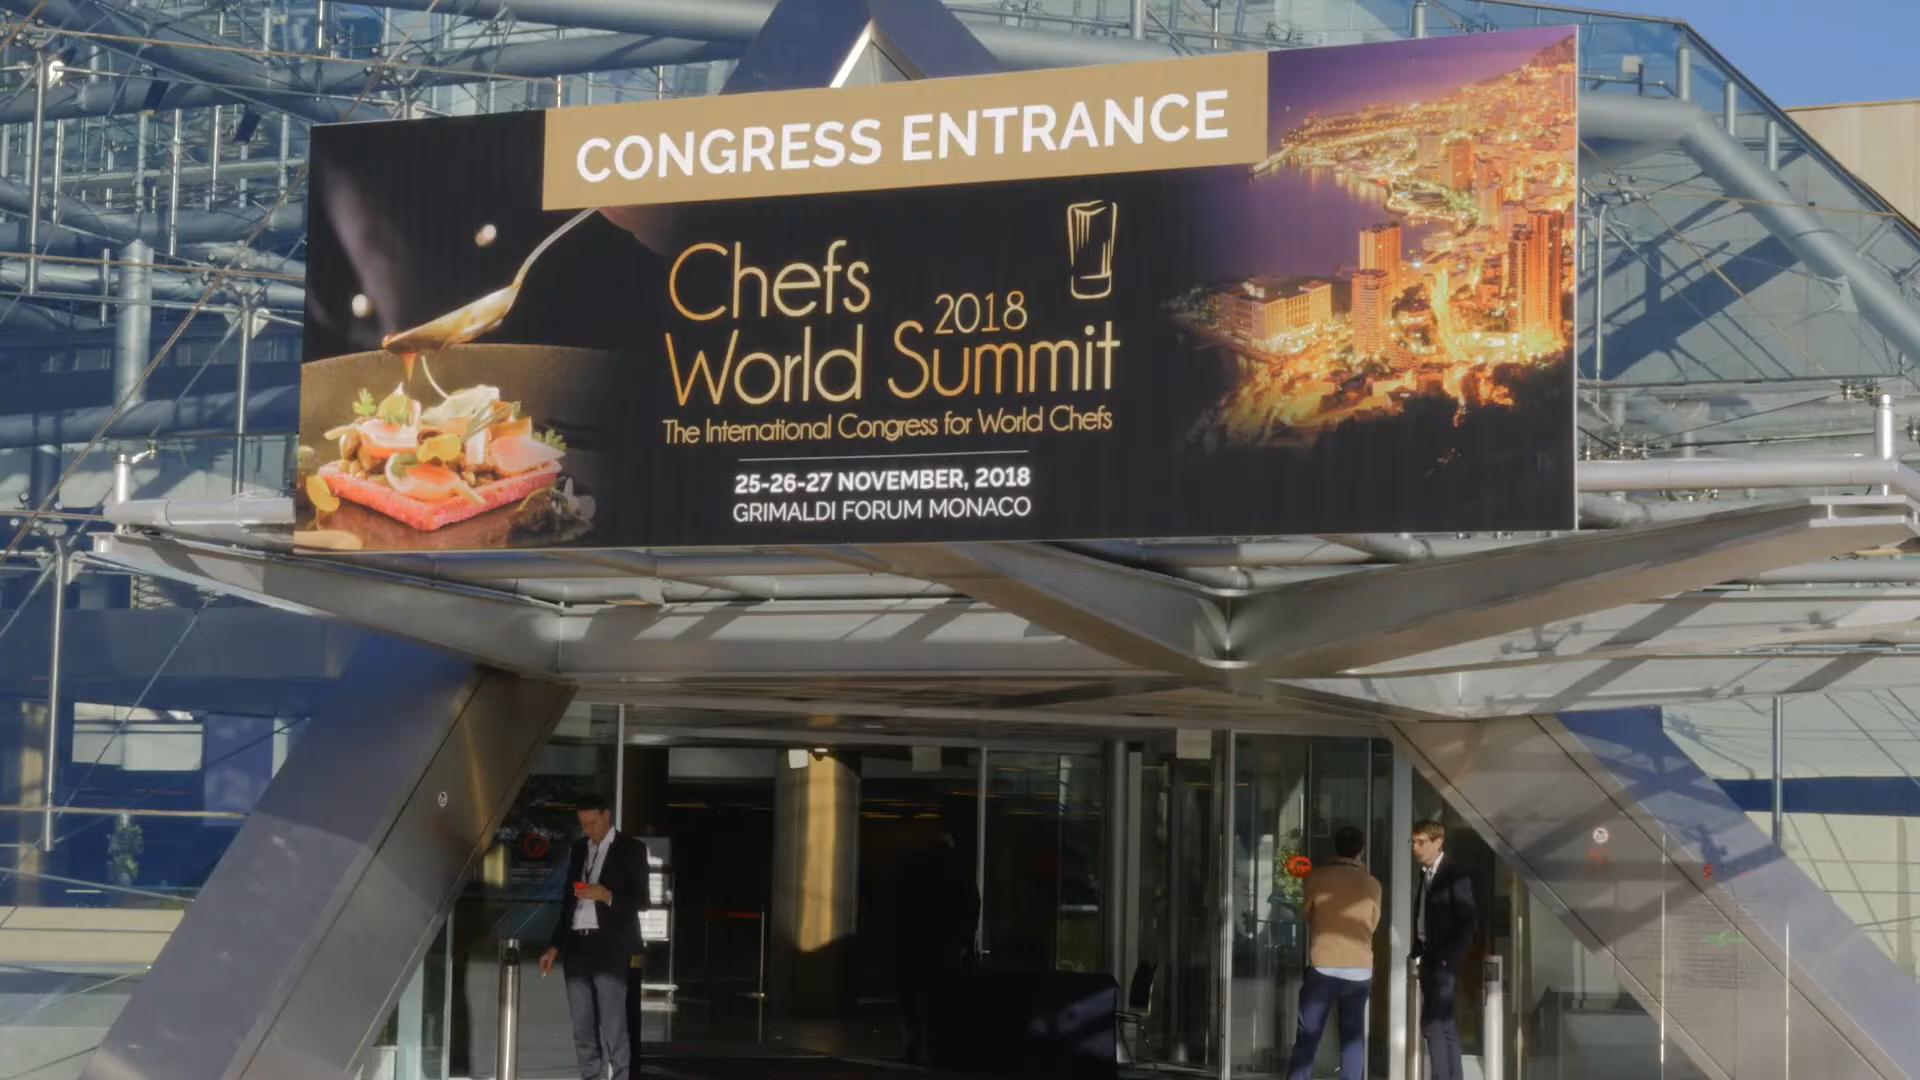 CONGRESS ENTRANCE
Chefs
World Summit
2018
The International Congress for World Chefs
25-26-27 NOVEMBER, 2018
GRIMALDI FORUM MONACO